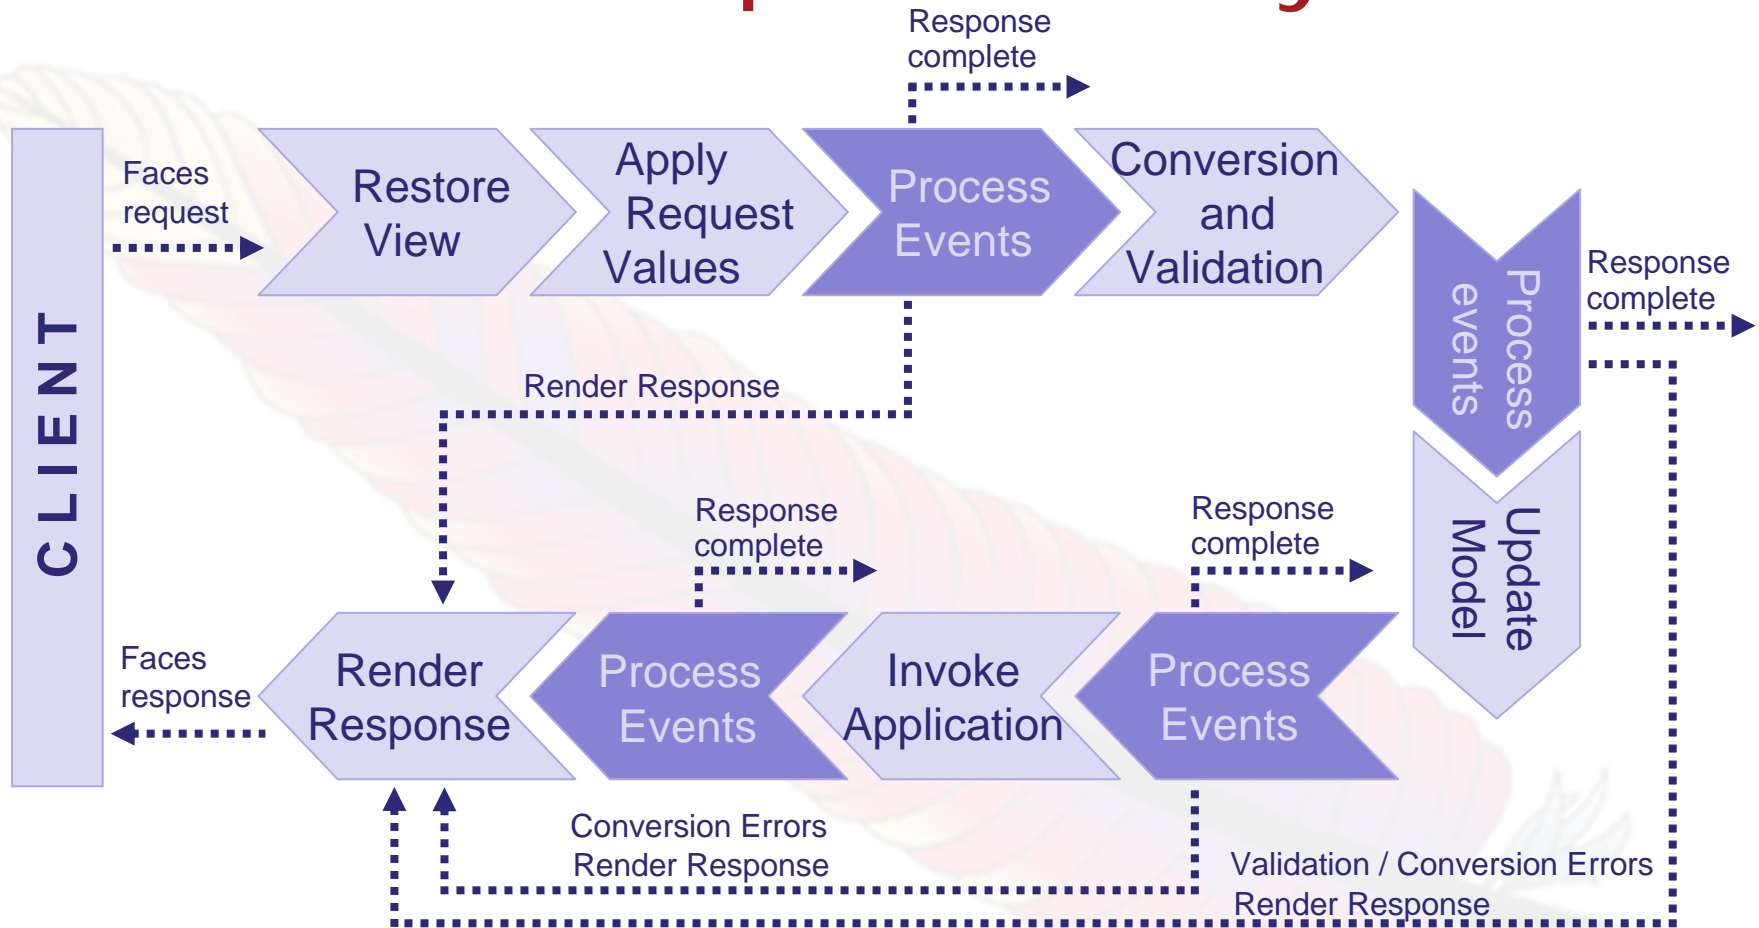 Response
complete
Faces
request
Restore
View
Apply
Request
Values
Process
Events
Conversion
and
Validation
Process
events
Response
complete
CLIENT
Render Response
Response
complete
Response
complete
Update
Model
Faces
response
Render
Response
Process
Events
Invoke
Application
Process
Events
Conversion Errors
Render Response
Validation / Conversion Errors
Render Response